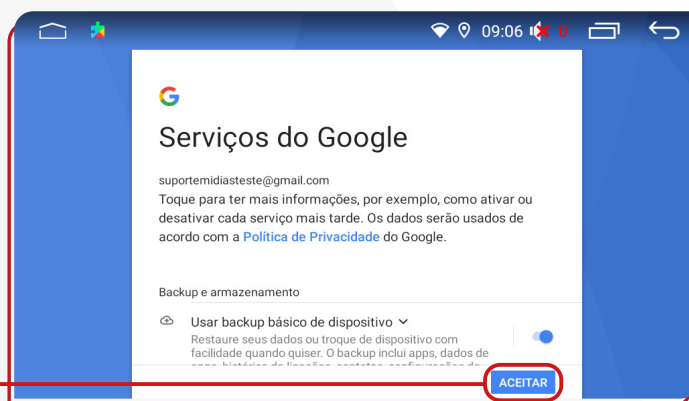 09:06 0
Serviços do Google
suportemidiasteste@gmail.com
Toque para ter mais informações, por exemplo, como ativar ou
desativar cada serviço mais tarde. Os dados serão usados de
acordo com a Política de Privacidade do Google.
Backup e armazenamento
Usar backup básico de dispositivo
Restaure seus dados ou troque de dispositivo com
facilidade quando quiser. O backup inclui apps, dados de
ACEITAR